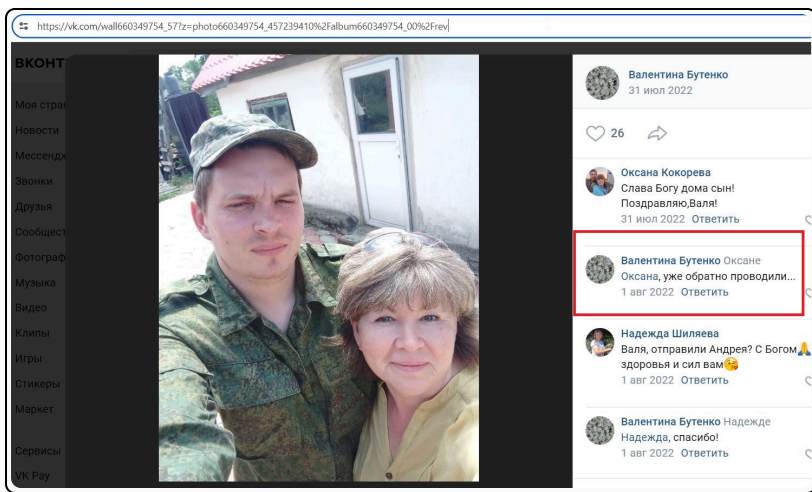 https://vk.com/wall660349754_57?z=photo660349754_457239410%2Falbum660349754_00%2Frev
ВКОНТ
Моя стра
Новости
Мессендж
Звонки
Друзья
Сообщест
Фотограф
Музыка
Видео
Клипы
Игры
Стикеры
Маркет
Сервисы
VK Pay
Валентина Бутенко
31 июл 2022
26
Оксана Кокорева
Слава Богу дома сын!
Поздравляю,Валя!
31 июл 2022 Ответить
Валентина Бутенко Оксане
Оксана, уже обратно проводили...
1 авг 2022 Ответить
Надежда Шиляева
Валя, отправили Андрея? С Богом🙏
здоровья и сил вам😘
1 авг 2022 Ответить
Валентина Бутенко Надежде
Надежда, спасибо!
1 авг 2022 Ответить